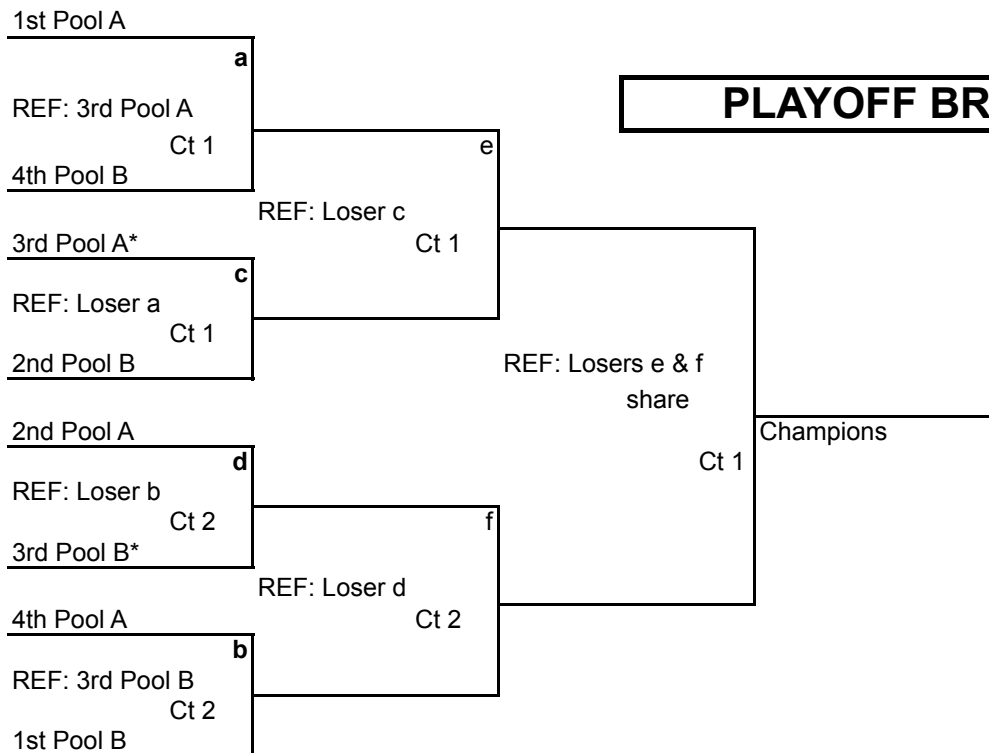 1st Pool A
a
REF: 3rd Pool A
Ct 1
4th Pool B
PLAYOFF BR
e
REF: Loser c
Ct 1
3rd Pool A*
c
REF: Loser a
Ct 1
2nd Pool B
REF: Losers e & f
share
Ct 1
Champions
2nd Pool A
d
REF: Loser b
Ct 2
3rd Pool B*
f
REF: Loser d
Ct 2
4th Pool A
b
REF: 3rd Pool B
Ct 2
1st Pool B